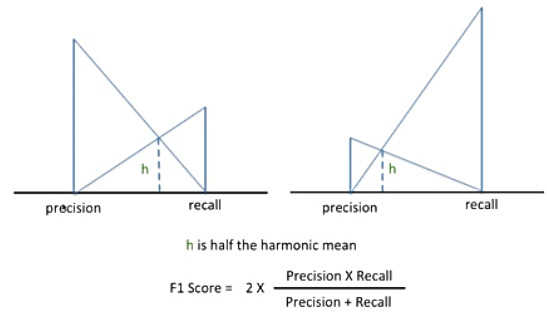 h
h
precision
recall
precision
recall
h is half the harmonic mean
F1 Score = 2 X Precision X Recall
Precision + Recall